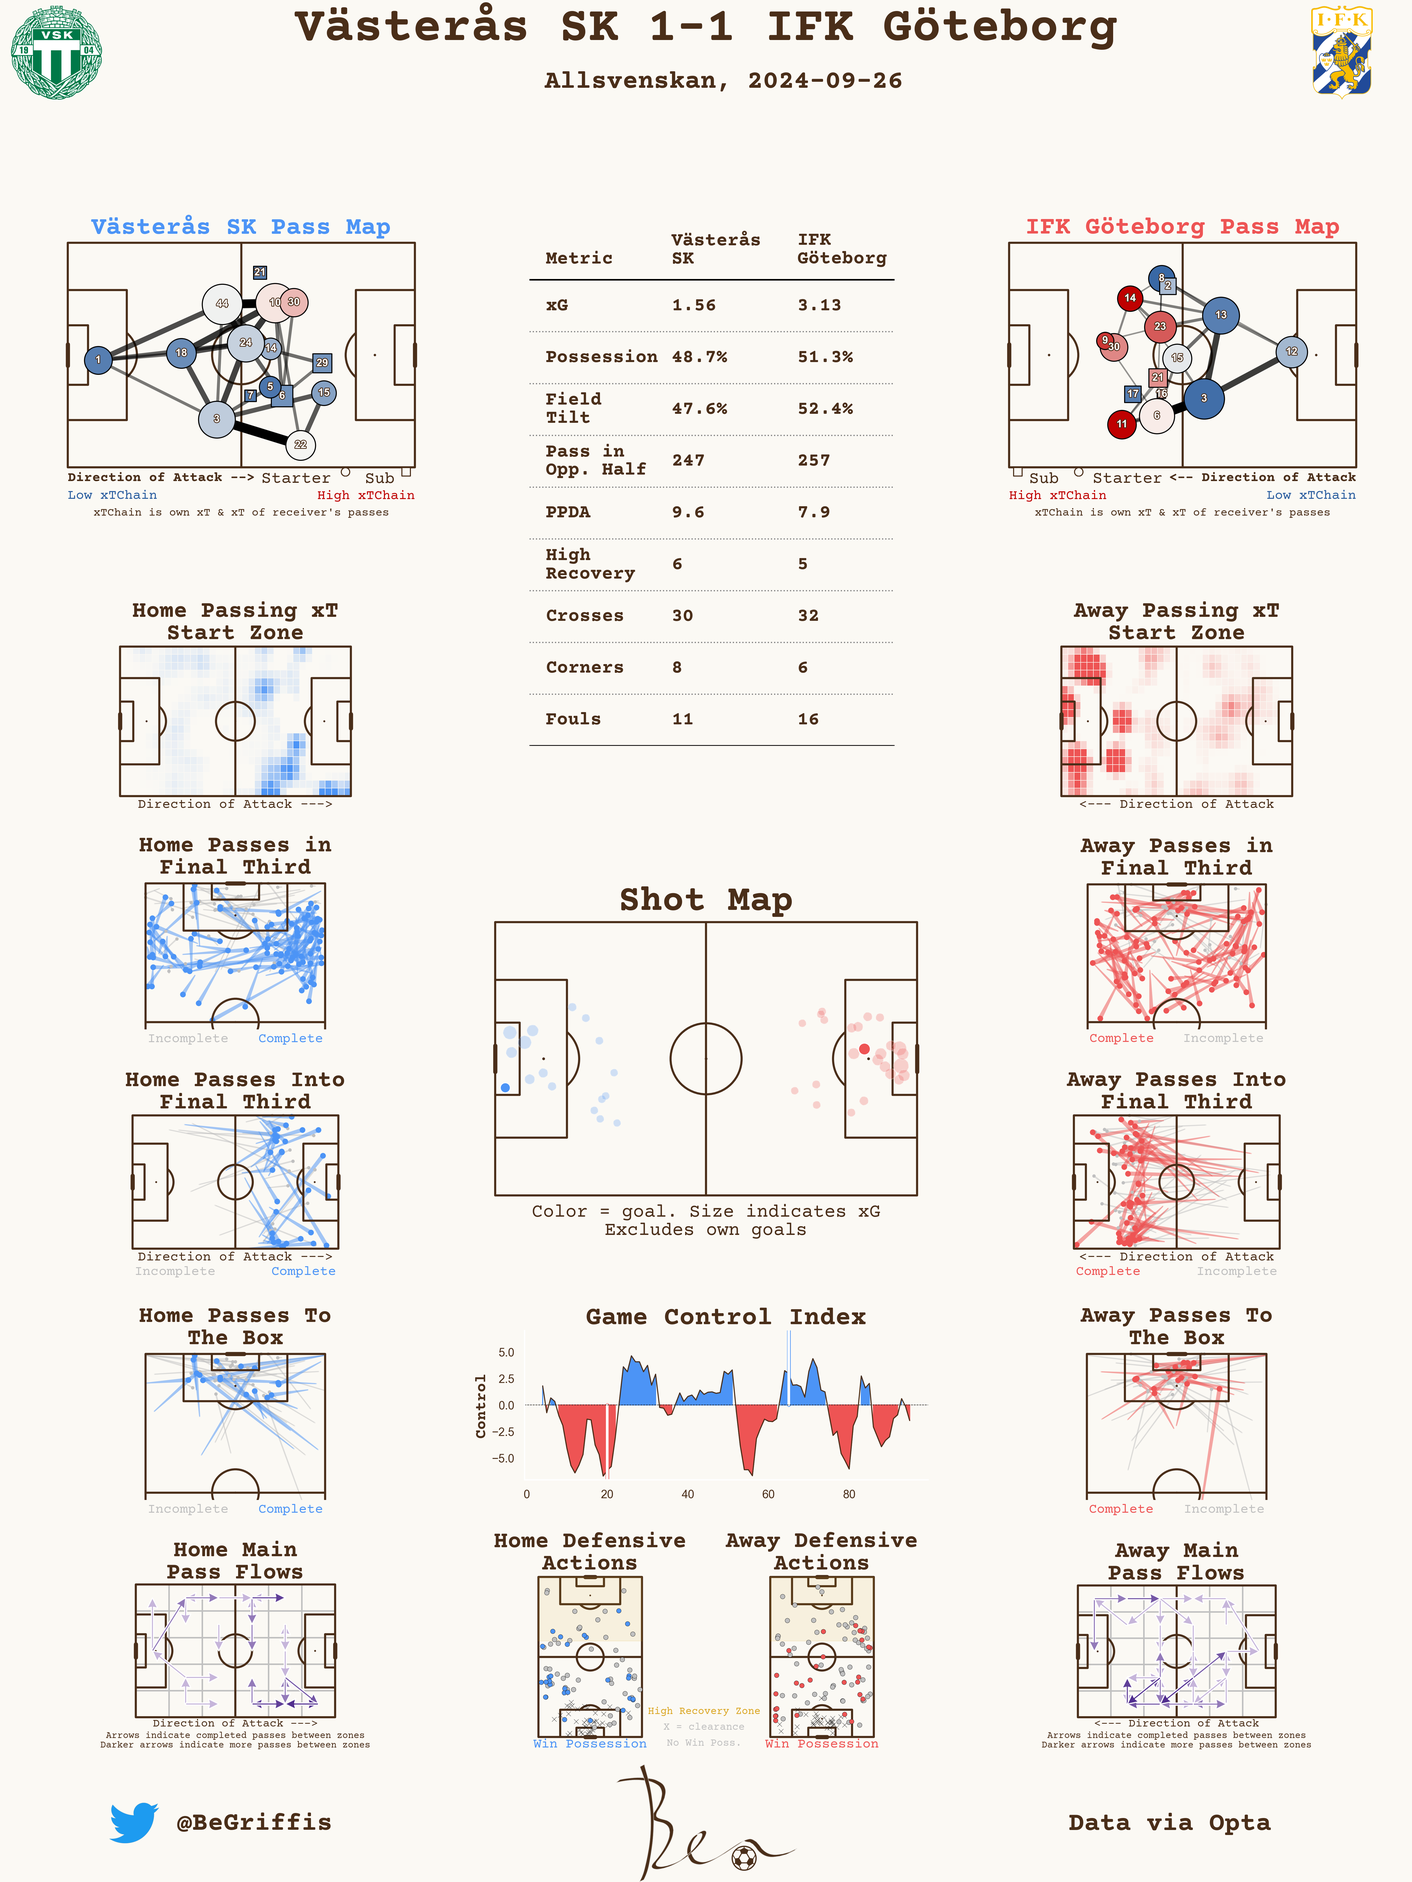 Västerås SK 1-1 IFK Göteborg
Allsvenskan, 2024-09-26
VSK
19 04
I·F·K
Västerås SK Pass Map
21
44
10
30
24
14
18
1
29
5
7
6
15
3
22
Direction of Attack --> Starter Sub
Low xTChain High xTChain
xTChain is own xT & xT of receiver's passes
Metric Västerås SK IFK Göteborg
xG 1.56 3.13
Possession 48.7% 51.3%
Field Tilt 47.6% 52.4%
Pass in Opp. Half 247 257
PPDA 9.6 7.9
High Recovery 6 5
Crosses 30 32
Corners 8 6
Fouls 11 16
IFK Göteborg Pass Map
8
2
14
13
23
9
30
15
12
21
17
16
3
6
11
Sub Starter <-- Direction of Attack
High xTChain Low xTChain
xTChain is own xT & xT of receiver's passes
Home Passing xT
Start Zone
Direction of Attack --->
Away Passing xT
Start Zone
<--- Direction of Attack
Home Passes in
Final Third
Incomplete Complete
Away Passes in
Final Third
Complete Incomplete
Shot Map
Color = goal. Size indicates xG
Excludes own goals
Home Passes Into
Final Third
Direction of Attack --->
Incomplete Complete
Away Passes Into
Final Third
<--- Direction of Attack
Complete Incomplete
Home Passes To
The Box
Incomplete Complete
Game Control Index
Control
5.0
2.5
0.0
−2.5
−5.0
0 20 40 60 80
Away Passes To
The Box
Complete Incomplete
Home Main
Pass Flows
Direction of Attack --->
Arrows indicate completed passes between zones
Darker arrows indicate more passes between zones
Home Defensive
Actions
Win Possession
Away Defensive
Actions
Win Possession
High Recovery Zone
X = clearance
No Win Poss.
Away Main
Pass Flows
<--- Direction of Attack
Arrows indicate completed passes between zones
Darker arrows indicate more passes between zones
@BeGriffis
Ben
Data via Opta